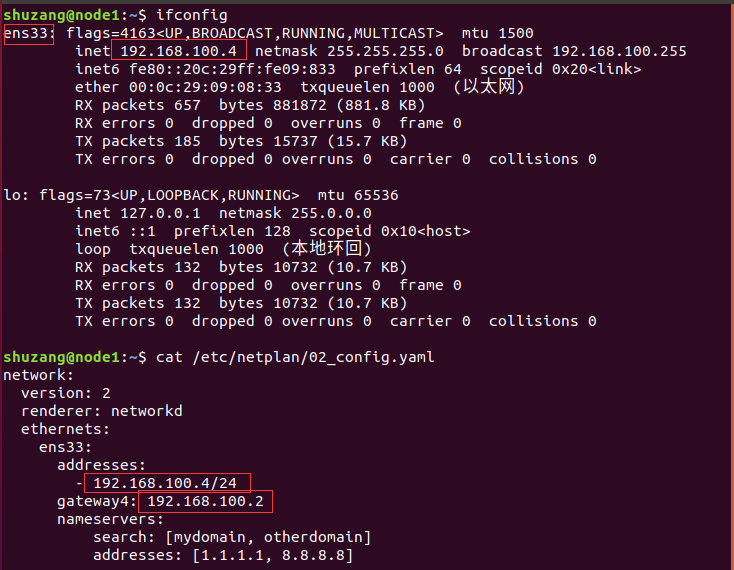 shuzang@node1:~$ ifconfig
ens33: flags=4163<UP,BROADCAST,RUNNING,MULTICAST>  mtu 1500
        inet 192.168.100.4  netmask 255.255.255.0  broadcast 192.168.100.255
        inet6 fe80::20c:29ff:fe09:833  prefixlen 64  scopeid 0x20<link>
        ether 00:0c:29:09:08:33  txqueuelen 1000  (以太网)
        RX packets 657  bytes 881872 (881.8 KB)
        RX errors 0  dropped 0  overruns 0  frame 0
        TX packets 185  bytes 15737 (15.7 KB)
        TX errors 0  dropped 0 overruns 0  carrier 0  collisions 0

lo: flags=73<UP,LOOPBACK,RUNNING>  mtu 65536
        inet 127.0.0.1  netmask 255.0.0.0
        inet6 ::1  prefixlen 128  scopeid 0x10<host>
        loop  txqueuelen 1000  (本地环回)
        RX packets 132  bytes 10732 (10.7 KB)
        RX errors 0  dropped 0  overruns 0  frame 0
        TX packets 132  bytes 10732 (10.7 KB)
        TX errors 0  dropped 0 overruns 0  carrier 0  collisions 0

shuzang@node1:~$ cat /etc/netplan/02_config.yaml
network:
  version: 2
  renderer: networkd
  ethernets:
    ens33:
      addresses:
        - 192.168.100.4/24
      gateway4: 192.168.100.2
      nameservers:
          search: [mydomain, otherdomain]
          addresses: [1.1.1.1, 8.8.8.8]